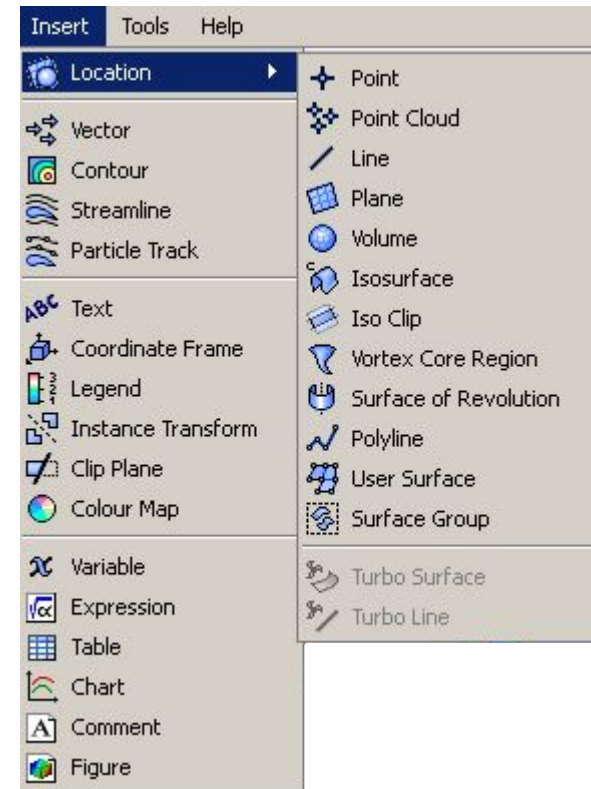 Insert Tools Help
Location
Vector
Contour
Streamline
Particle Track
ABC Text
Coordinate Frame
Legend
Instance Transform
Clip Plane
Colour Map
Variable
Expression
Table
Chart
Comment
Figure
Point
Point Cloud
Line
Plane
Volume
Isosurface
Iso Clip
Vortex Core Region
Surface of Revolution
Polyline
User Surface
Surface Group
Turbo Surface
Turbo Line